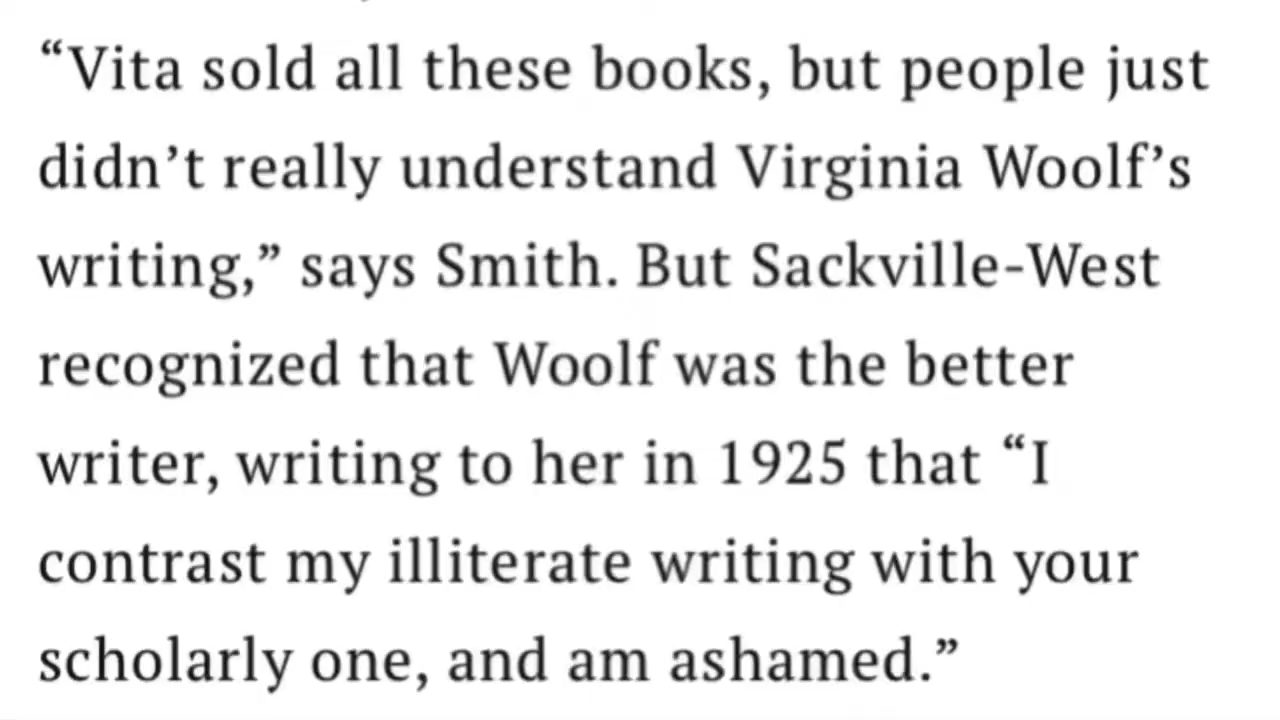 “Vita sold all these books, but people just
didn’t really understand Virginia Woolf’s
writing,” says Smith. But Sackville-West
recognized that Woolf was the better
writer, writing to her in 1925 that “I
contrast my illiterate writing with your
scholarly one, and am ashamed.”